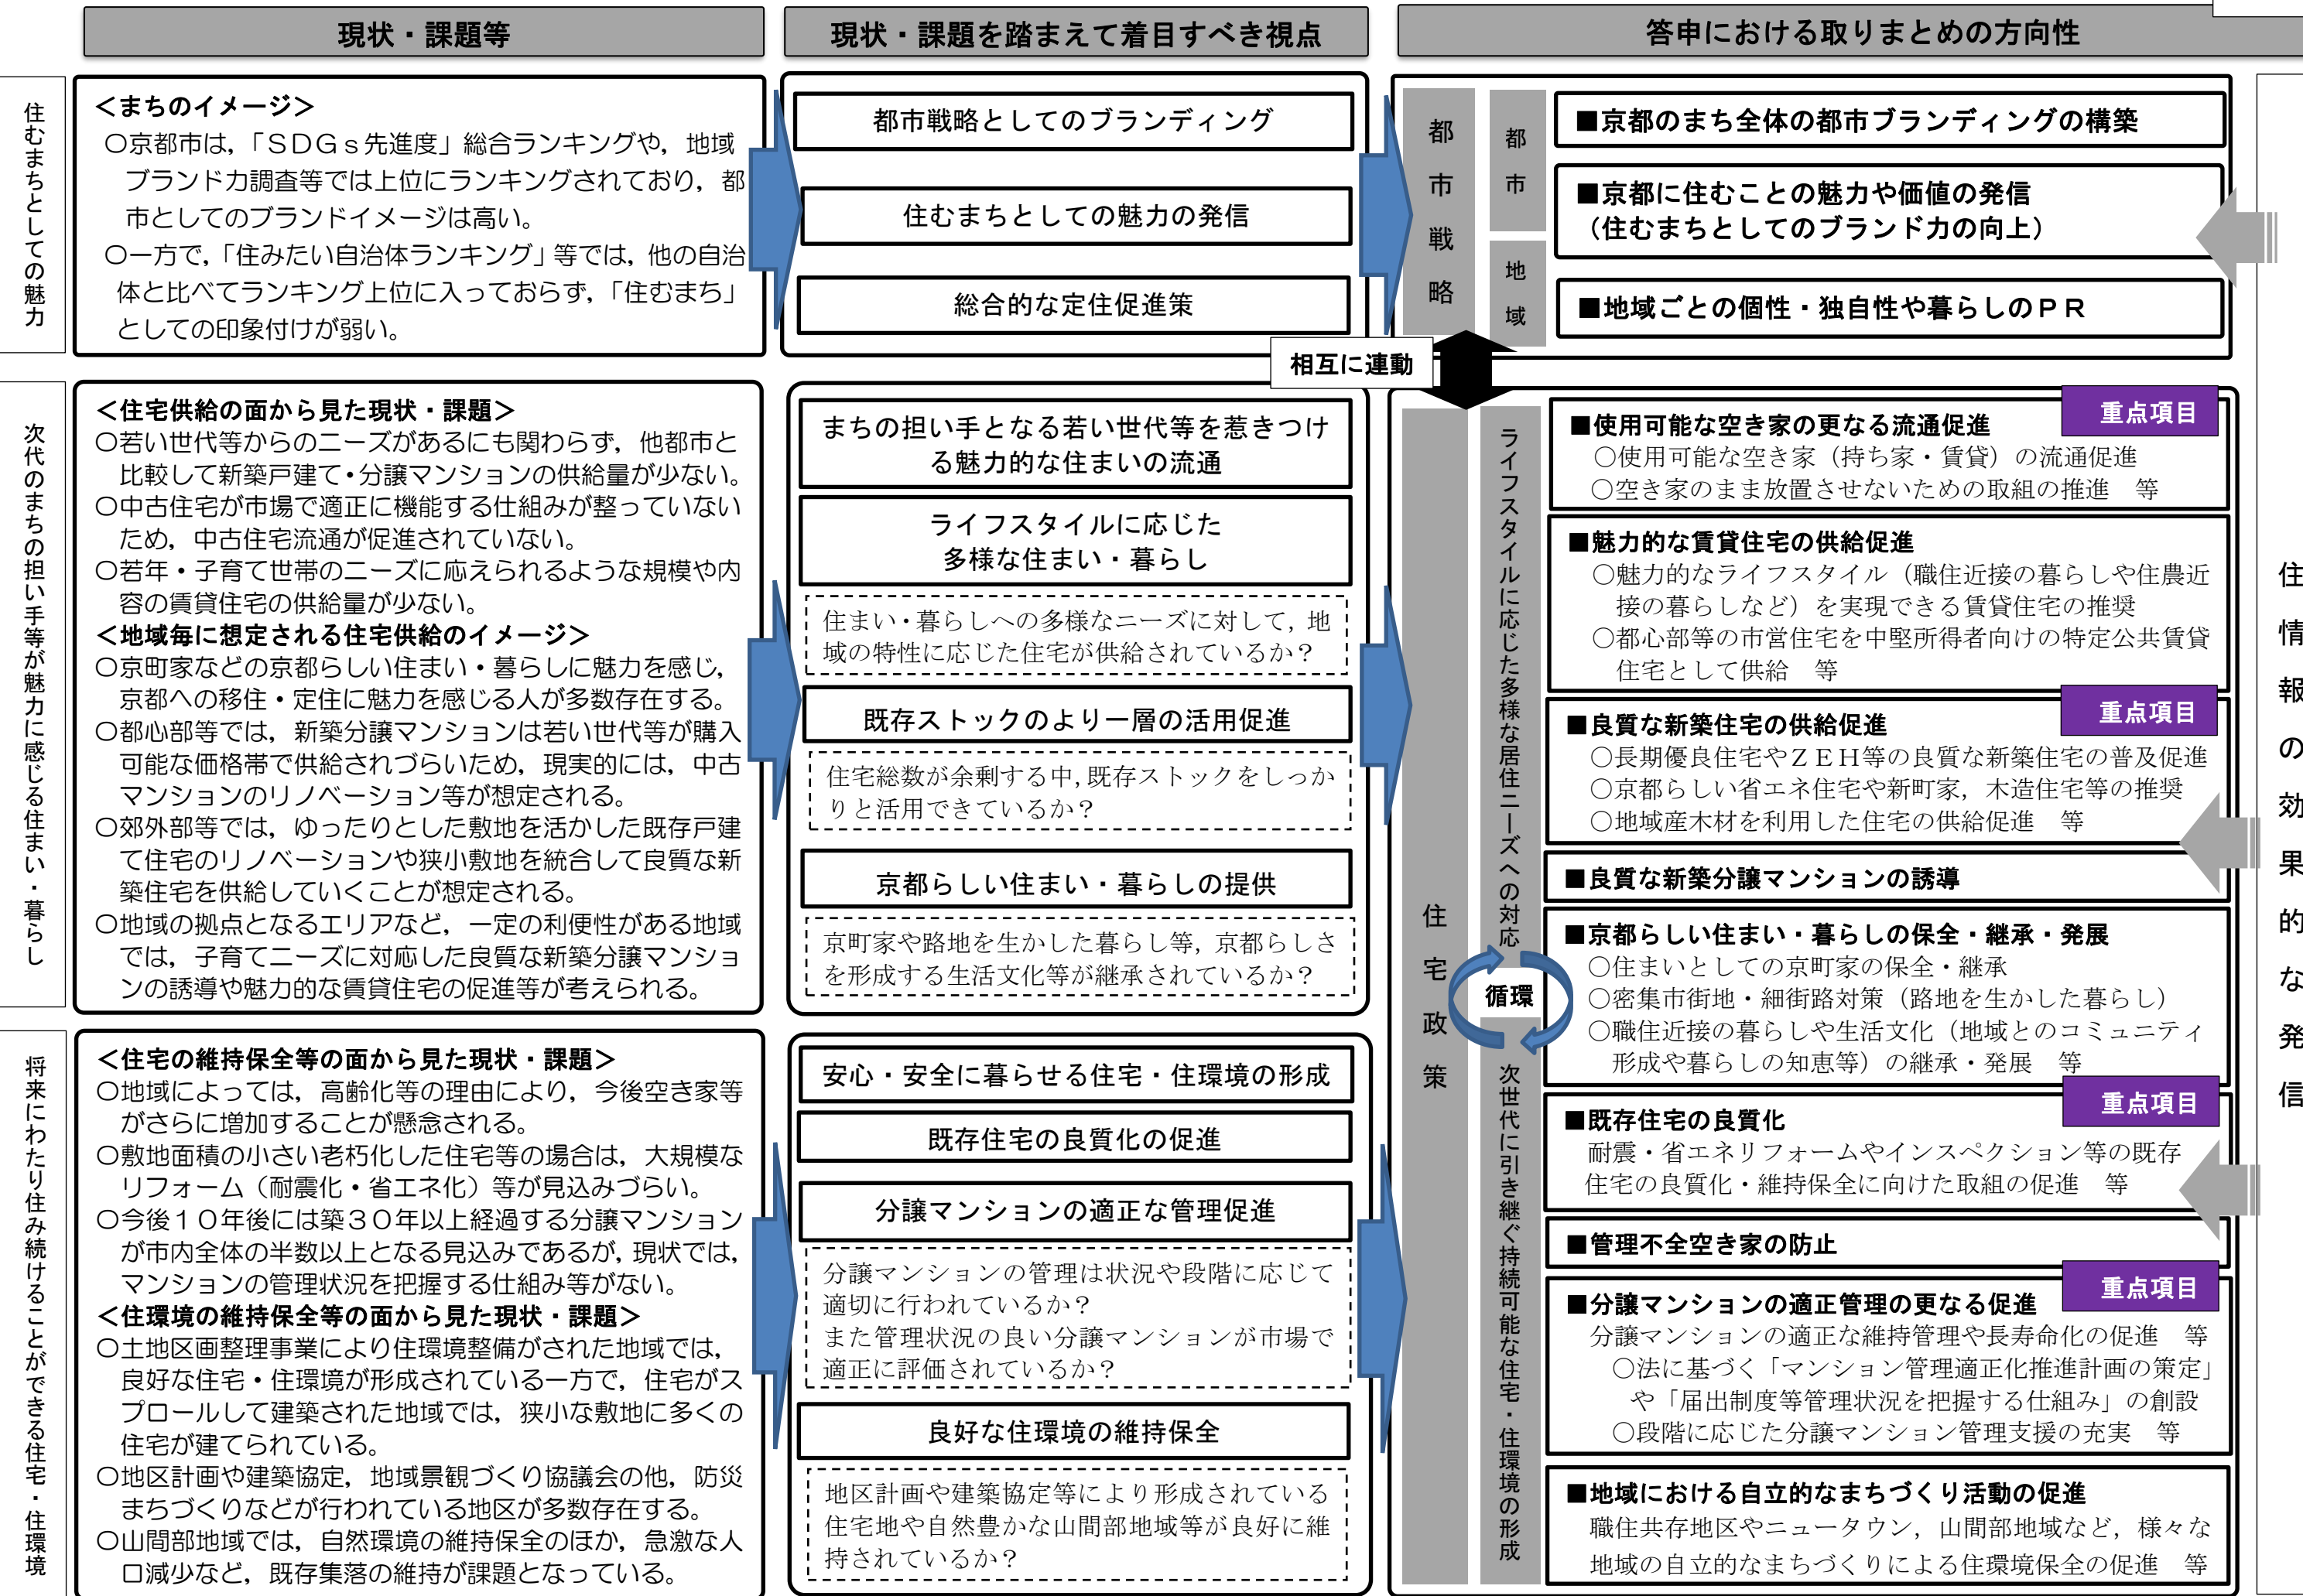 現状・課題等
現状・課題を踏まえて着目すべき視点
答申における取りまとめの方向性
住むまちとしての魅力
＜まちのイメージ＞
○京都市は，「ＳＤＧｓ先進度」総合ランキングや，地域
ブランド力調査等では上位にランキングされており，都
市としてのブランドイメージは高い。
○一方で，「住みたい自治体ランキング」等では，他の自治
体と比べてランキング上位に入っておらず，「住むまち」
としての印象付けが弱い。
都市戦略としてのブランディング
住むまちとしての魅力の発信
総合的な定住促進策
都市戦略
都市
地域
■京都のまち全体の都市ブランディングの構築
■京都に住むことの魅力や価値の発信
（住むまちとしてのブランド力の向上）
■地域ごとの個性・独自性や暮らしのＰＲ
相互に連動
次代のまちの担い手等が魅力に感じる住まい・暮らし
＜住宅供給の面から見た現状・課題＞
○若い世代等からのニーズがあるにも関わらず，他都市と
比較して新築戸建て・分譲マンションの供給量が少ない。
○中古住宅が市場で適正に機能する仕組みが整っていない
ため，中古住宅流通が促進されていない。
○若年・子育て世帯のニーズに応えられるような規模や内
容の賃貸住宅の供給量が少ない。
＜地域毎に想定される住宅供給のイメージ＞
○京町家などの京都らしい住まい・暮らしに魅力を感じ，
京都への移住・定住に魅力を感じる人が多数存在する。
○都心部等では，新築分譲マンションは若い世代等が購入
可能な価格帯で供給されづらいため，現実的には，中古
マンションのリノベーション等が想定される。
○郊外部等では，ゆったりとした敷地を活かした既存戸建
て住宅のリノベーションや狭小敷地を統合して良質な新
築住宅を供給していくことが想定される。
○地域の拠点となるエリアなど，一定の利便性がある地域
では，子育てニーズに対応した良質な新築分譲マンショ
ンの誘導や魅力的な賃貸住宅の促進等が考えられる。
まちの担い手となる若い世代等を惹きつけ
る魅力的な住まいの流通
ライフスタイルに応じた
多様な住まい・暮らし
住まい・暮らしへの多様なニーズに対して，地
域の特性に応じた住宅が供給されているか？
既存ストックのより一層の活用促進
住宅総数が余剰する中，既存ストックをしっか
りと活用できているか？
京都らしい住まい・暮らしの提供
京町家や路地を生かした暮らし等，京都らしさ
を形成する生活文化等が継承されているか？
住宅政策
ライフスタイルに応じた多様な居住ニーズへの対応
循環
次世代に引き継ぐ持続可能な住宅・住環境の形成
重点項目
■使用可能な空き家の更なる流通促進
○使用可能な空き家（持ち家・賃貸）の流通促進
○空き家のまま放置させないための取組の推進　等
■魅力的な賃貸住宅の供給促進
○魅力的なライフスタイル（職住近接の暮らしや住農近
接の暮らしなど）を実現できる賃貸住宅の推奨
○都心部等の市営住宅を中堅所得者向けの特定公共賃貸
住宅として供給　等
重点項目
■良質な新築住宅の供給促進
○長期優良住宅やＺＥＨ等の良質な新築住宅の普及促進
○京都らしい省エネ住宅や新町家，木造住宅等の推奨
○地域産木材を利用した住宅の供給促進　等
■良質な新築分譲マンションの誘導
■京都らしい住まい・暮らしの保全・継承・発展
○住まいとしての京町家の保全・継承
○密集市街地・細街路対策（路地を生かした暮らし）
○職住近接の暮らしや生活文化（地域とのコミュニティ
形成や暮らしの知恵等）の継承・発展　等
将来にわたり住み続けることができる住宅・住環境
＜住宅の維持保全等の面から見た現状・課題＞
○地域によっては，高齢化等の理由により，今後空き家等
がさらに増加することが懸念される。
○敷地面積の小さい老朽化した住宅等の場合は，大規模な
リフォーム（耐震化・省エネ化）等が見込みづらい。
○今後１０年後には築３０年以上経過する分譲マンション
が市内全体の半数以上となる見込みであるが，現状では，
マンションの管理状況を把握する仕組み等がない。
＜住環境の維持保全等の面から見た現状・課題＞
○土地区画整理事業により住環境整備がされた地域では，
良好な住宅・住環境が形成されている一方で，住宅がス
プロールして建築された地域では，狭小な敷地に多くの
住宅が建てられている。
○地区計画や建築協定，地域景観づくり協議会の他，防災
まちづくりなどが行われている地区が多数存在する。
○山間部地域では，自然環境の維持保全のほか，急激な人
口減少など，既存集落の維持が課題となっている。
安心・安全に暮らせる住宅・住環境の形成
既存住宅の良質化の促進
分譲マンションの適正な管理促進
分譲マンションの管理は状況や段階に応じて
適切に行われているか？
また管理状況の良い分譲マンションが市場で
適正に評価されているか？
良好な住環境の維持保全
地区計画や建築協定等により形成されている
住宅地や自然豊かな山間部地域等が良好に維
持されているか？
重点項目
■既存住宅の良質化
耐震・省エネリフォームやインスペクション等の既存
住宅の良質化・維持保全に向けた取組の促進　等
■管理不全空き家の防止
重点項目
■分譲マンションの適正管理の更なる促進
分譲マンションの適正な維持管理や長寿命化の促進　等
○法に基づく「マンション管理適正化推進計画の策定」
や「届出制度等管理状況を把握する仕組み」の創設
○段階に応じた分譲マンション管理支援の充実　等
■地域における自立的なまちづくり活動の促進
職住共存地区やニュータウン，山間部地域など，様々な
地域の自立的なまちづくりによる住環境保全の促進　等
住情報の効果的な発信